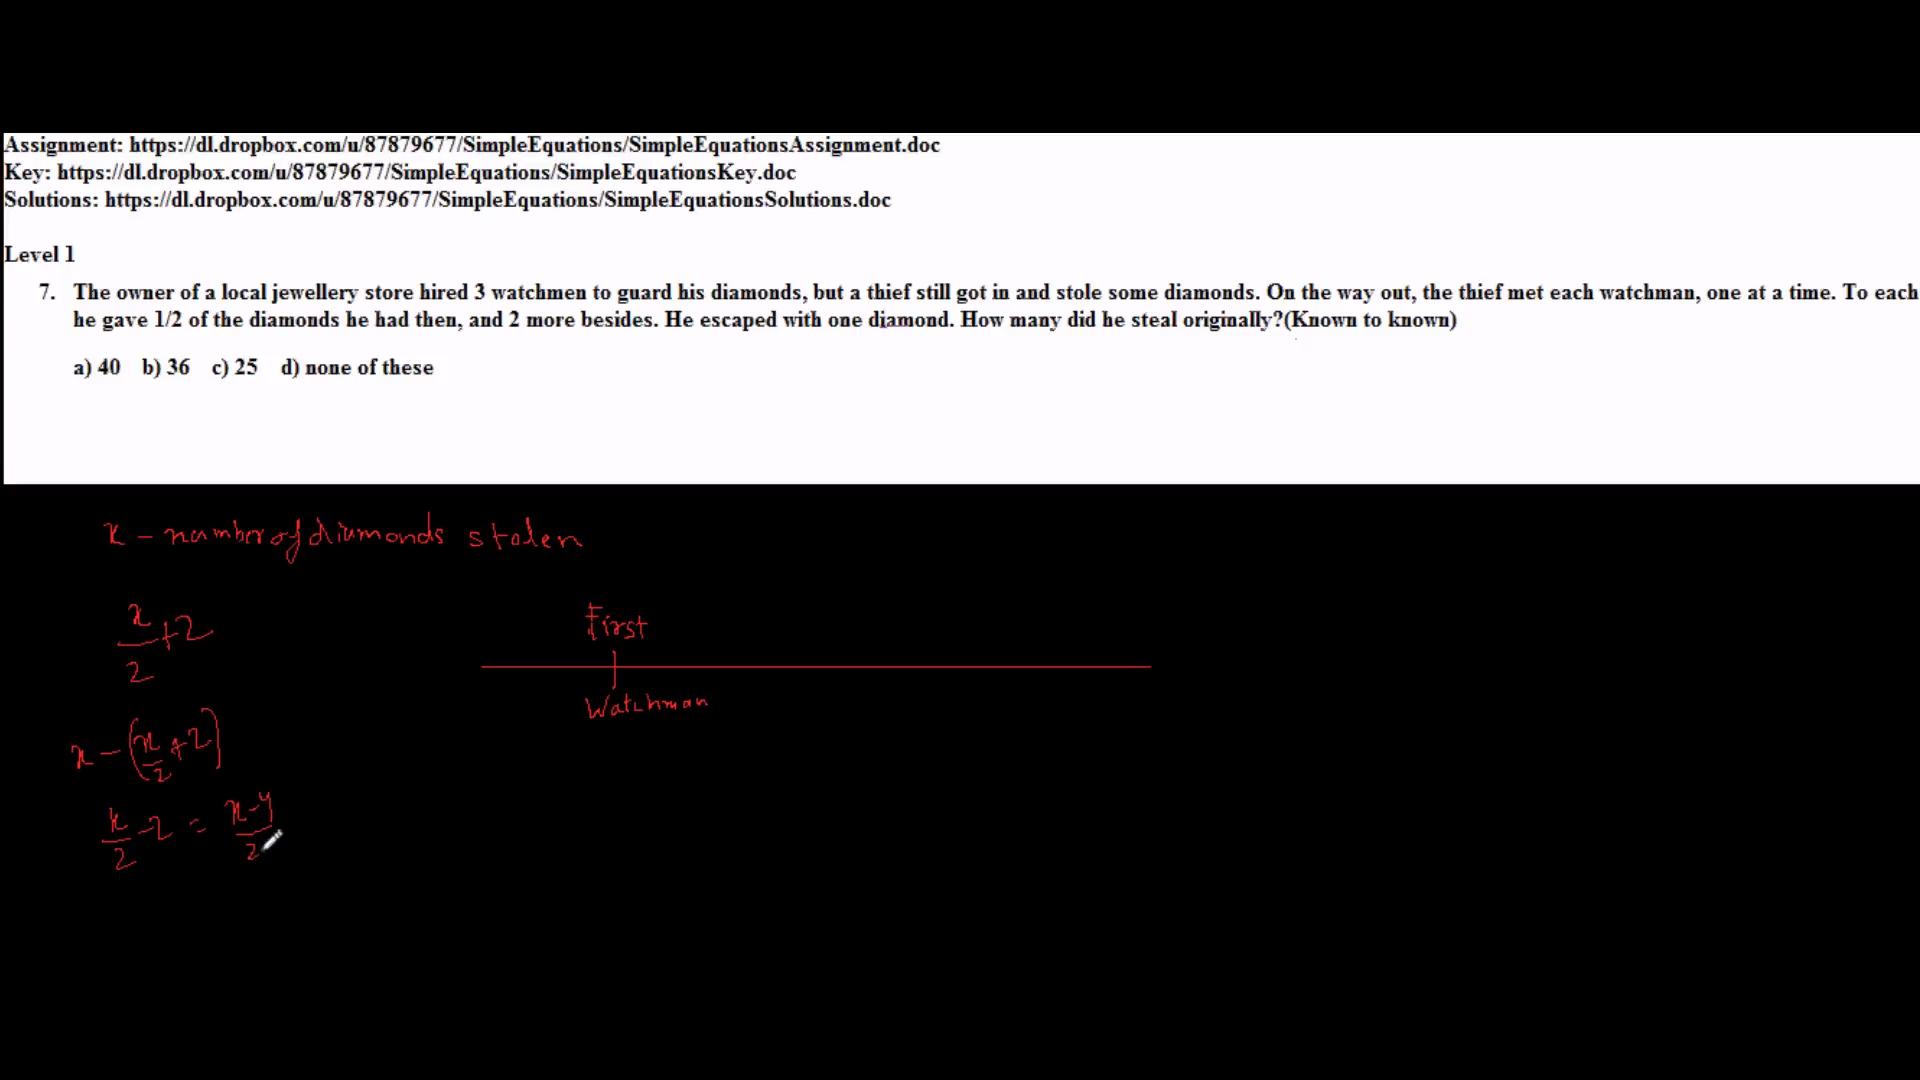 Assignment: https://dl.dropbox.com/u/87879677/SimpleEquations/SimpleEquationsAssignment.doc
Key: https://dl.dropbox.com/u/87879677/SimpleEquations/SimpleEquationsKey.doc
Solutions: https://dl.dropbox.com/u/87879677/SimpleEquations/SimpleEquationsSolutions.doc
Level 1
7. The owner of a local jewellery store hired 3 watchmen to guard his diamonds, but a thief still got in and stole some diamonds. On the way out, the thief met each watchman, one at a time. To each
he gave 1/2 of the diamonds he had then, and 2 more besides. He escaped with one diamond. How many did he steal originally?(Known to known)
a) 40 b) 36 c) 25 d) none of these
x - number of diamonds stolen
x/2 + 2
First
Watchman
x - (x/2 + 2)
x/2 - 2 = x-4/2